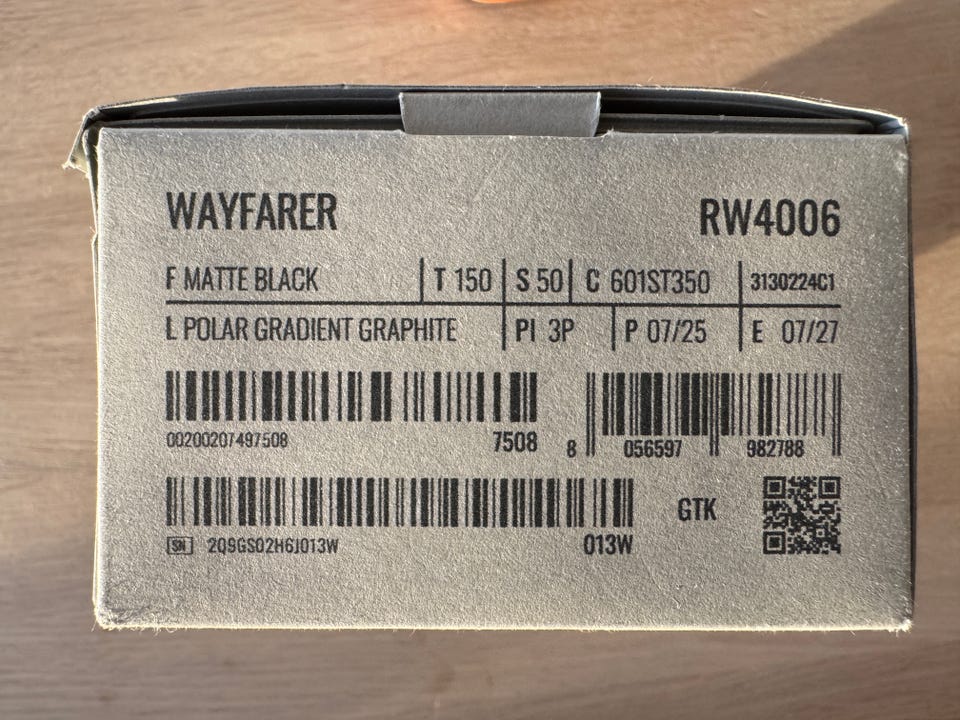 WAYFARER RW4006
F MATTE BLACK T 150 S 50 C 601ST350 3130224C1
L POLAR GRADIENT GRAPHITE PI 3P P 07/25 E 07/27
00200207497508 7508 8 056597 982788
GTK
SN 2Q9GS02H6J013W 013W